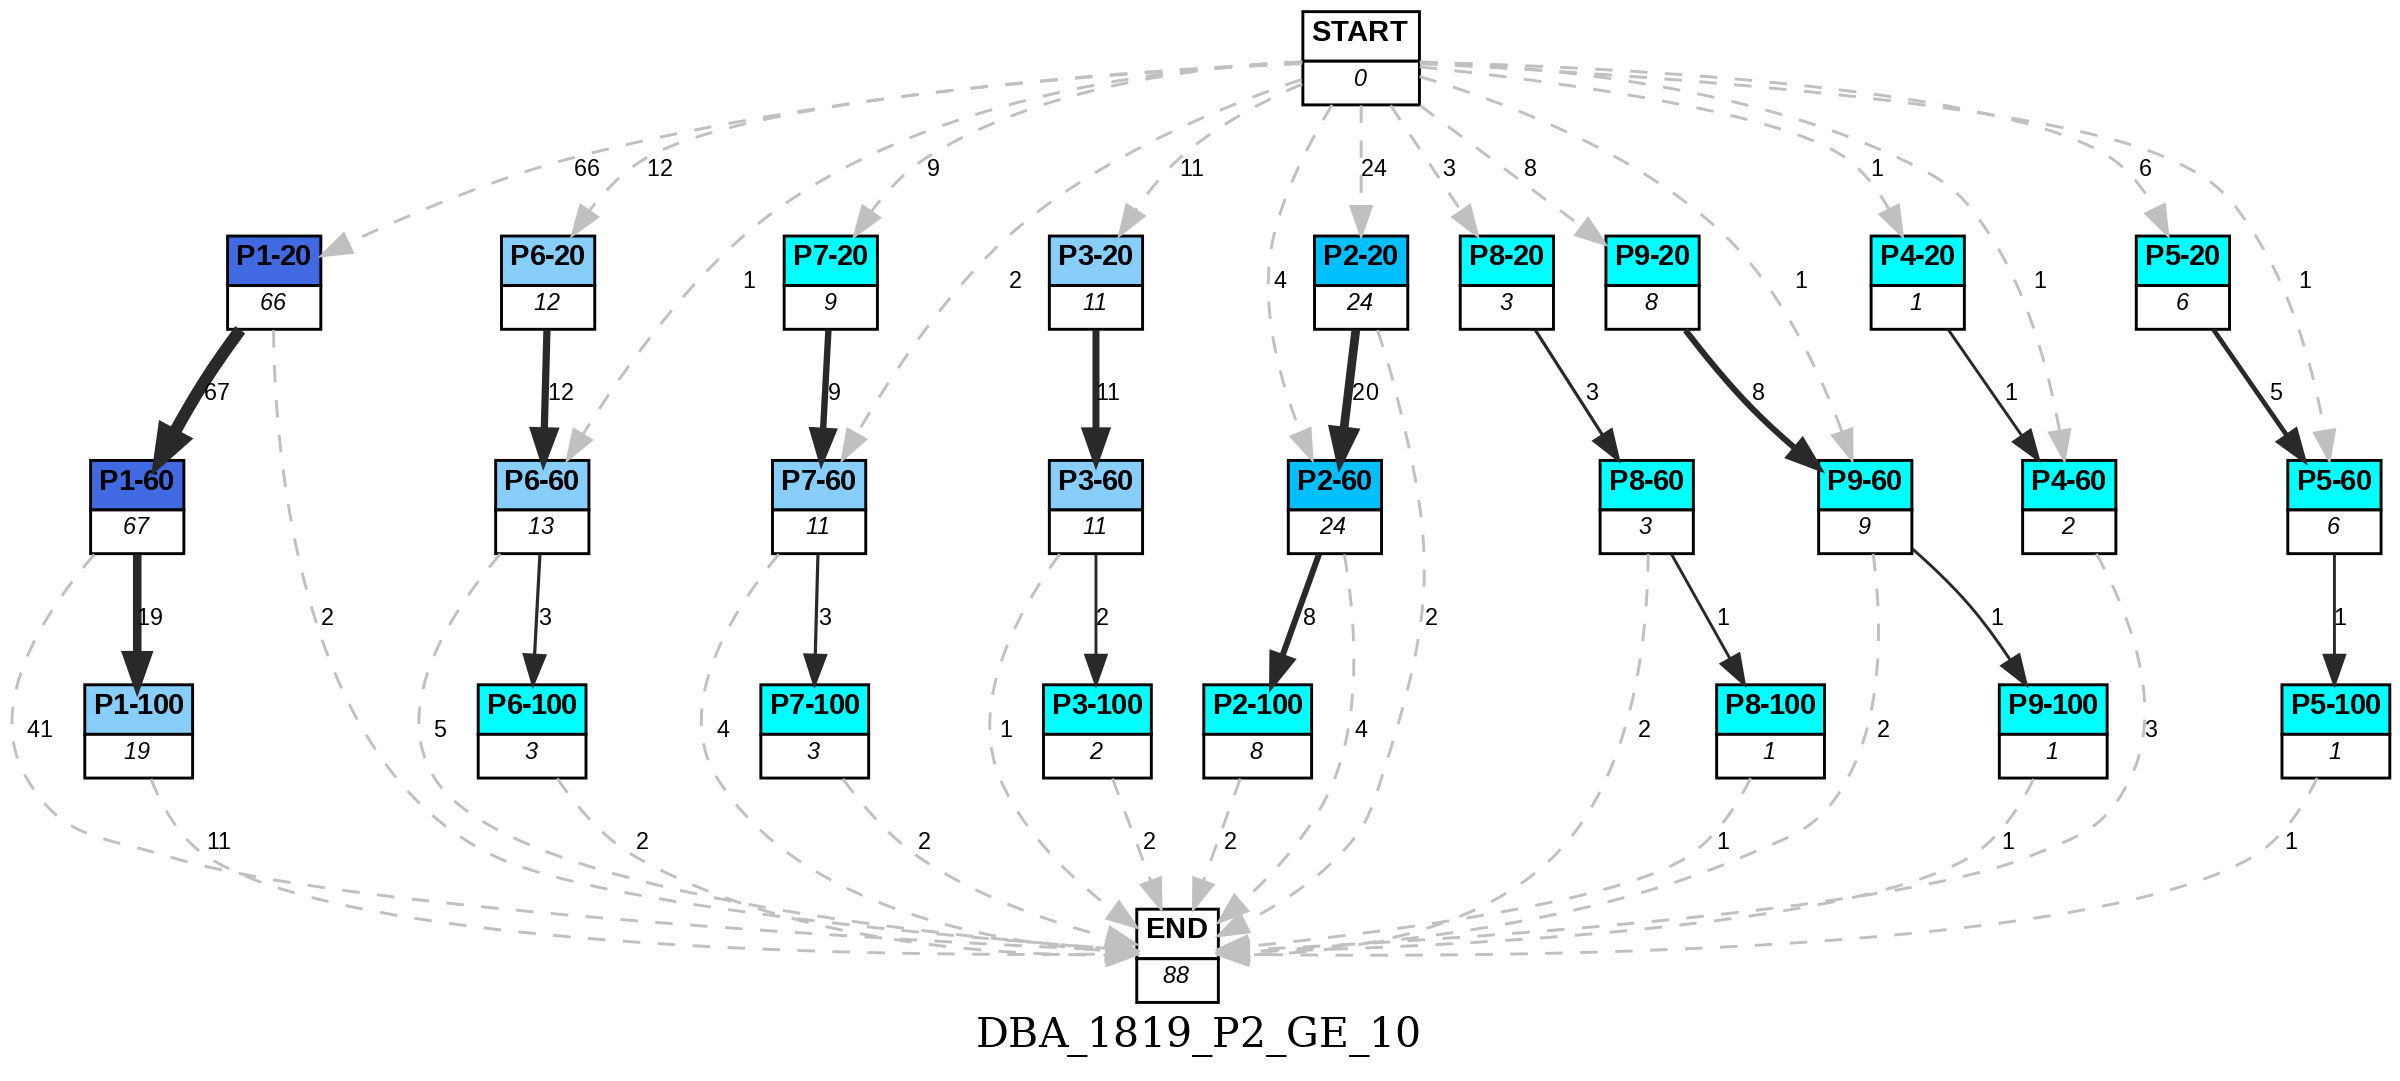 START
0
66
12
9
11
24
3
8
1
6
P1-20
66
P6-20
12
P7-20
9
P3-20
11
P2-20
24
P8-20
3
P9-20
8
P4-20
1
P5-20
6
1
2
4
1
1
1
67
12
9
11
20
3
8
1
5
P1-60
67
P6-60
13
P7-60
11
P3-60
11
P2-60
24
P8-60
3
P9-60
9
P4-60
2
P5-60
6
19
2
3
3
2
8
2
1
1
1
P1-100
19
P6-100
3
P7-100
3
P3-100
2
P2-100
8
P8-100
1
P9-100
1
P5-100
1
41
5
4
1
4
2
2
3
11
2
2
2
2
1
1
1
END
88
DBA_1819_P2_GE_10